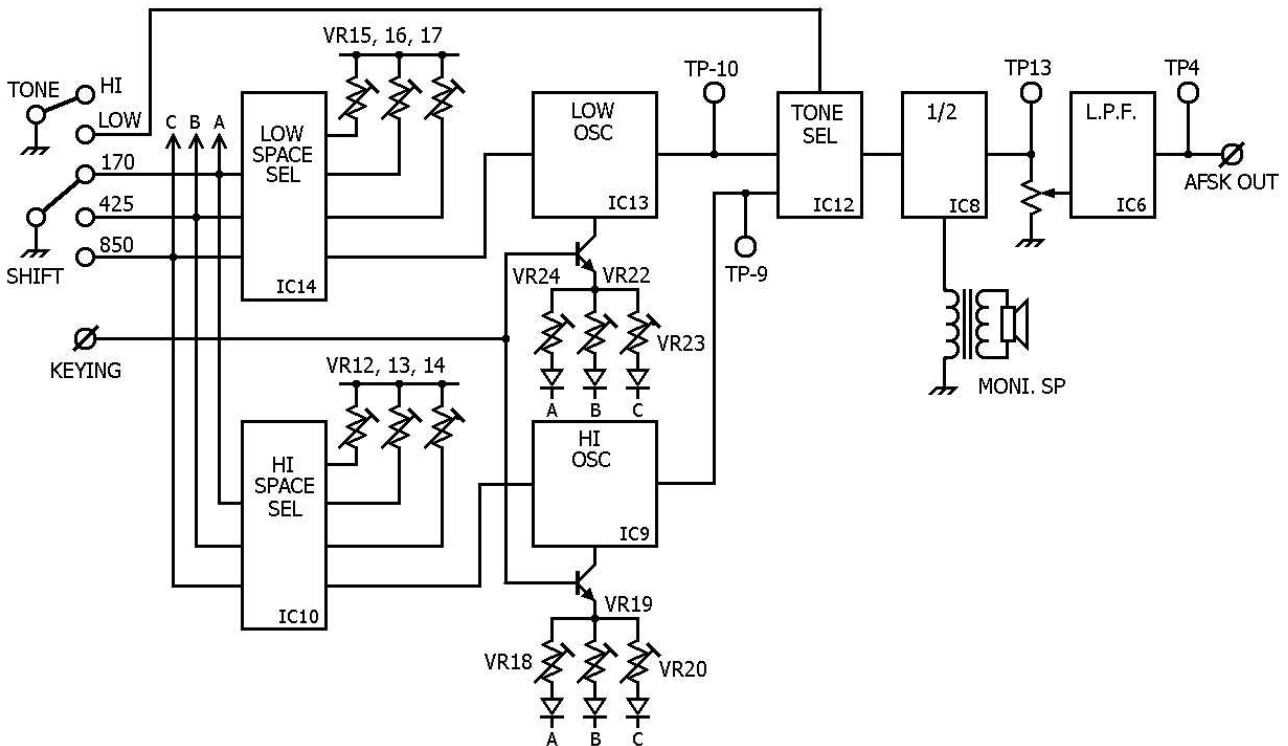 VR15, 16, 17
TONE
HI
LOW
C B A
170
425
850
SHIFT
LOW
SPACE
SEL
IC14
LOW
OSC
IC13
TP-10
TONE
SEL
IC12
1/2
IC8
TP13
L.P.F.
IC6
TP4
AFSK OUT
TP-9
VR24
VR22
VR23
A B C
MONI. SP
KEYING
VR12, 13, 14
HI
SPACE
SEL
IC10
HI
OSC
IC9
VR19
VR18
VR20
A B C